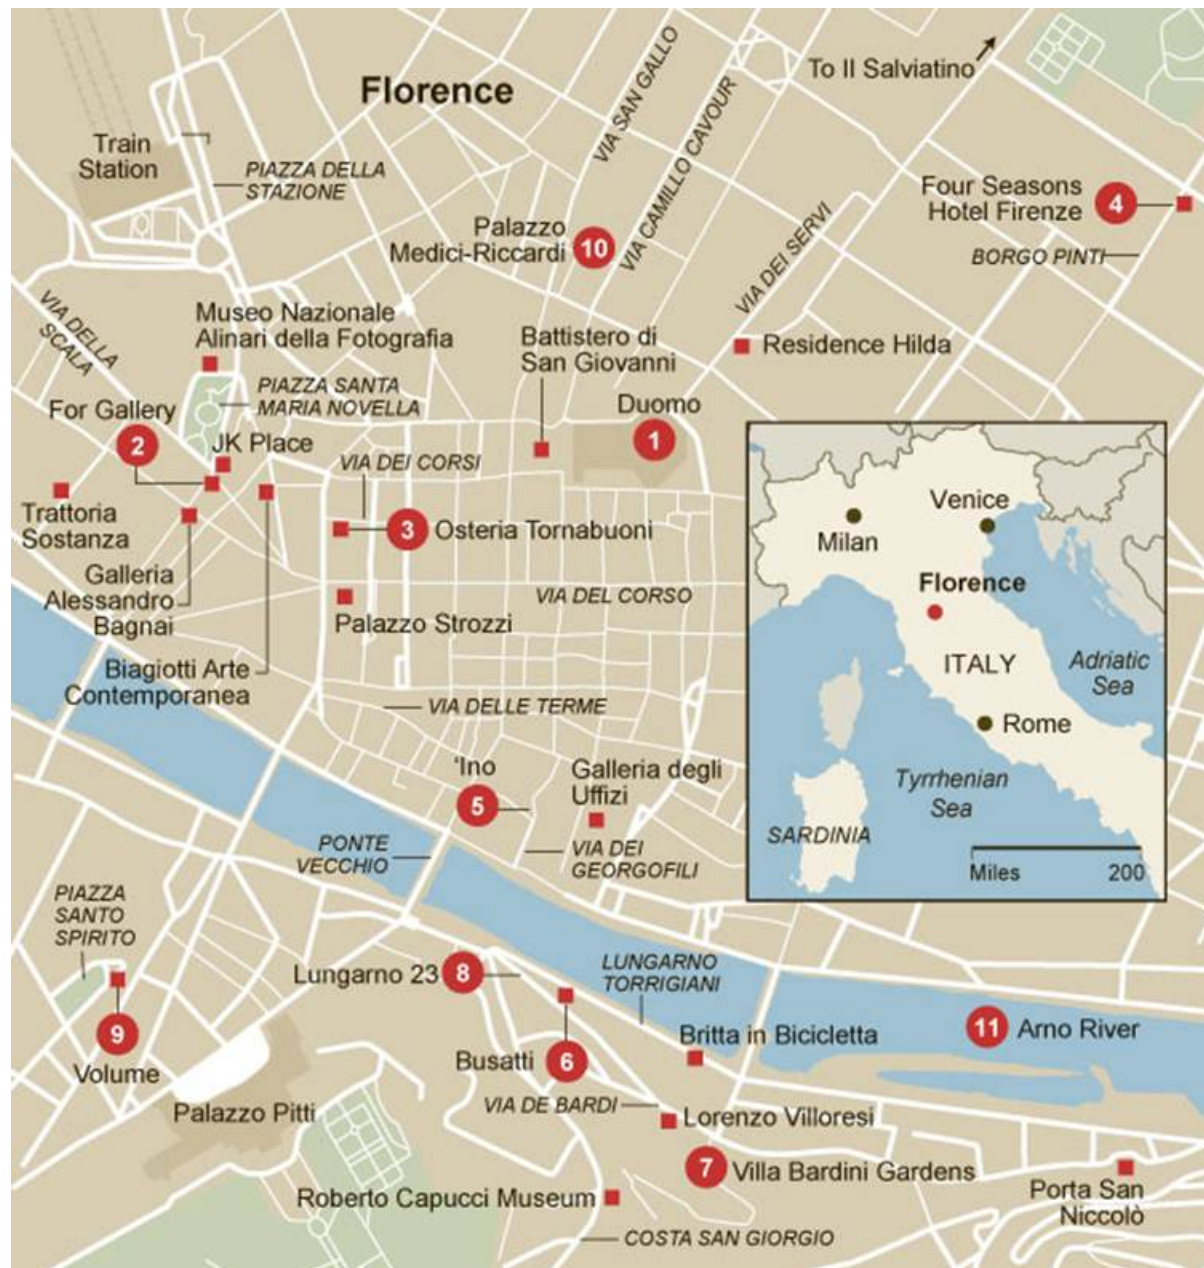 Florence
To Il Salviatino
VIA SAN GALLO
VIA CAMILLO CAVOUR
Train
Station
PIAZZA DELLA
STAZIONE
Four Seasons
Hotel Firenze
4
BORGO PINTI
Palazzo
Medici-Riccardi
10
VIA DEI SERVI
VIA DELLA
SCALA
Museo Nazionale
Alinari della Fotografia
Battistero di
San Giovanni
Residence Hilda
PIAZZA SANTA
MARIA NOVELLA
For Gallery
2
JK Place
Duomo
1
VIA DEI CORSI
Trattoria
Sostanza
3
Osteria Tornabuoni
Galleria
Alessandro
Bagnai
VIA DEL CORSO
Palazzo Strozzi
Biagiotti Arte
Contemporanea
VIA DELLE TERME
Venice
Milan
Florence
ITALY
Adriatic
Sea
Rome
Tyrrhenian
Sea
SARDINIA
Miles
200
'Ino
5
Galleria degli
Uffizi
PONTE
VECCHIO
VIA DEI
GEORGOFILI
PIAZZA
SANTO
SPIRITO
Lungarno 23
8
LUNGARNO
TORRIGIANI
9
Volume
Busatti
6
Britta in Bicicletta
11
Arno River
Palazzo Pitti
VIA DE BARDI
Lorenzo Villoresi
7
Villa Bardini Gardens
Roberto Capucci Museum
Porta San
Niccolò
COSTA SAN GIORGIO